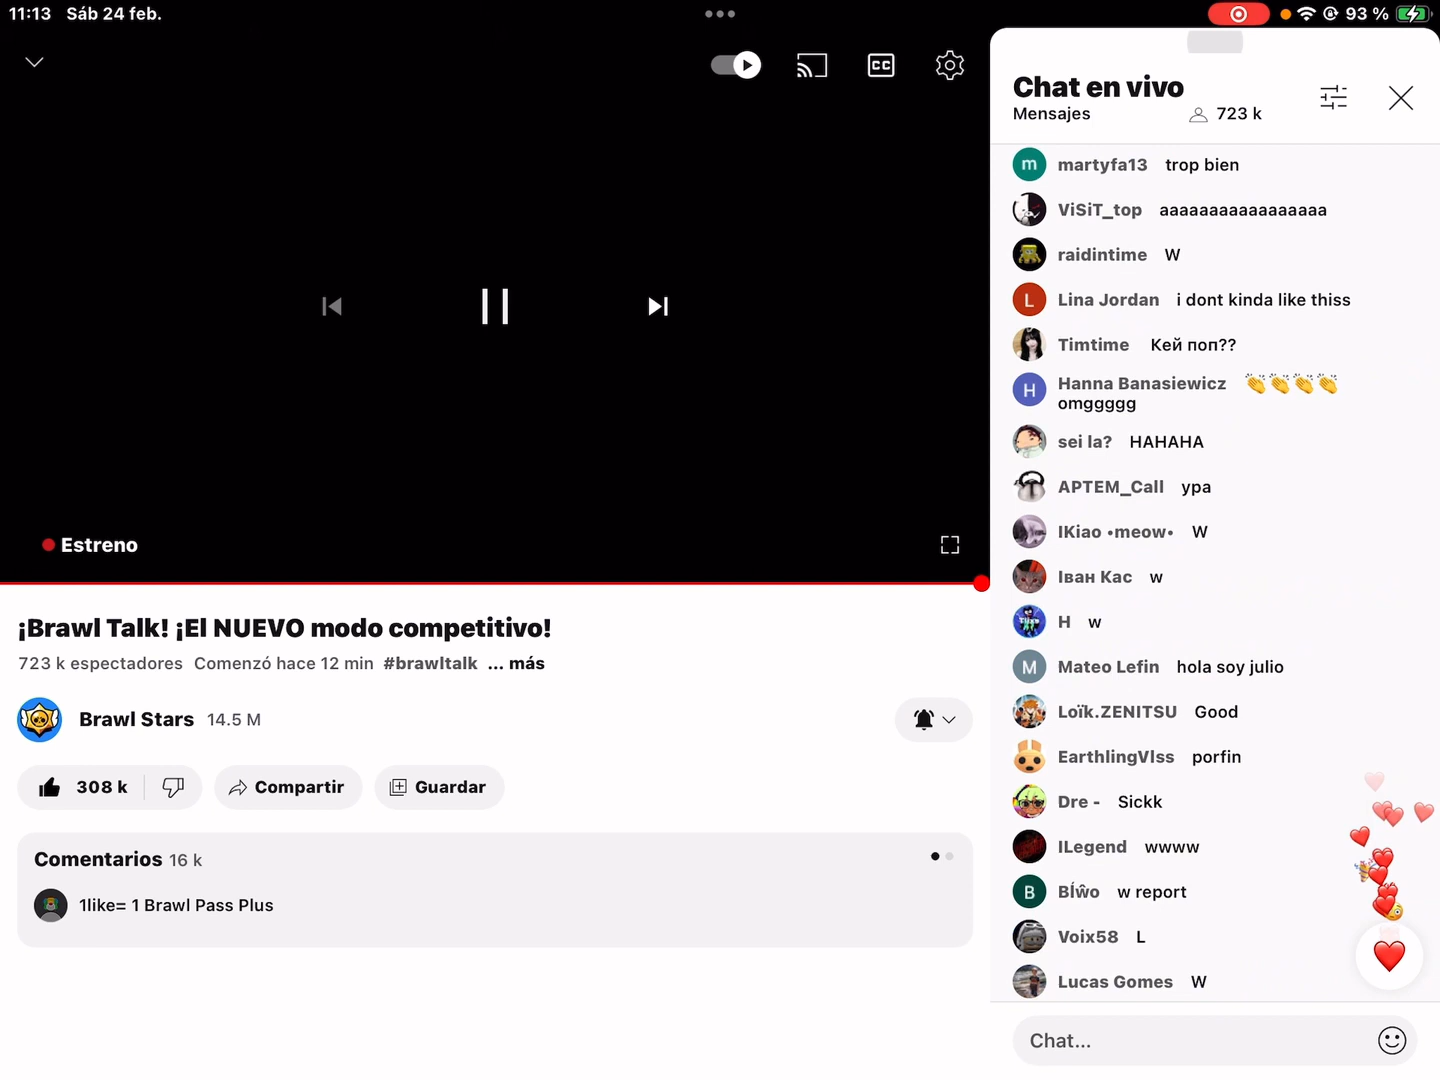 11:13 Sáb 24 feb.
93 %
CC
Estreno
¡Brawl Talk! ¡El NUEVO modo competitivo!
723 k espectadores Comenzó hace 12 min #brawltalk ... más
Brawl Stars 14.5 M
308 k Compartir Guardar
Comentarios 16 k
1like= 1 Brawl Pass Plus
Chat en vivo
Mensajes 723 k
m martyfa13 trop bien
ViSiT_top aaaaaaaaaaaaaaaaa
raidintime W
L Lina Jordan i dont kinda like thiss
Timtime Кей поп??
H Hanna Banasiewicz 👏👏👏👏
omggggg
sei la? HAHAHA
APTEM_Call ура
IKiao •meow• W
Іван Кас w
H w
M Mateo Lefin hola soy julio
Loïk.ZENITSU Good
EarthlingVlss porfin
Dre - Sickk
ILegend wwww
B BÍŵo w report
Voix58 L
Lucas Gomes W
Chat...